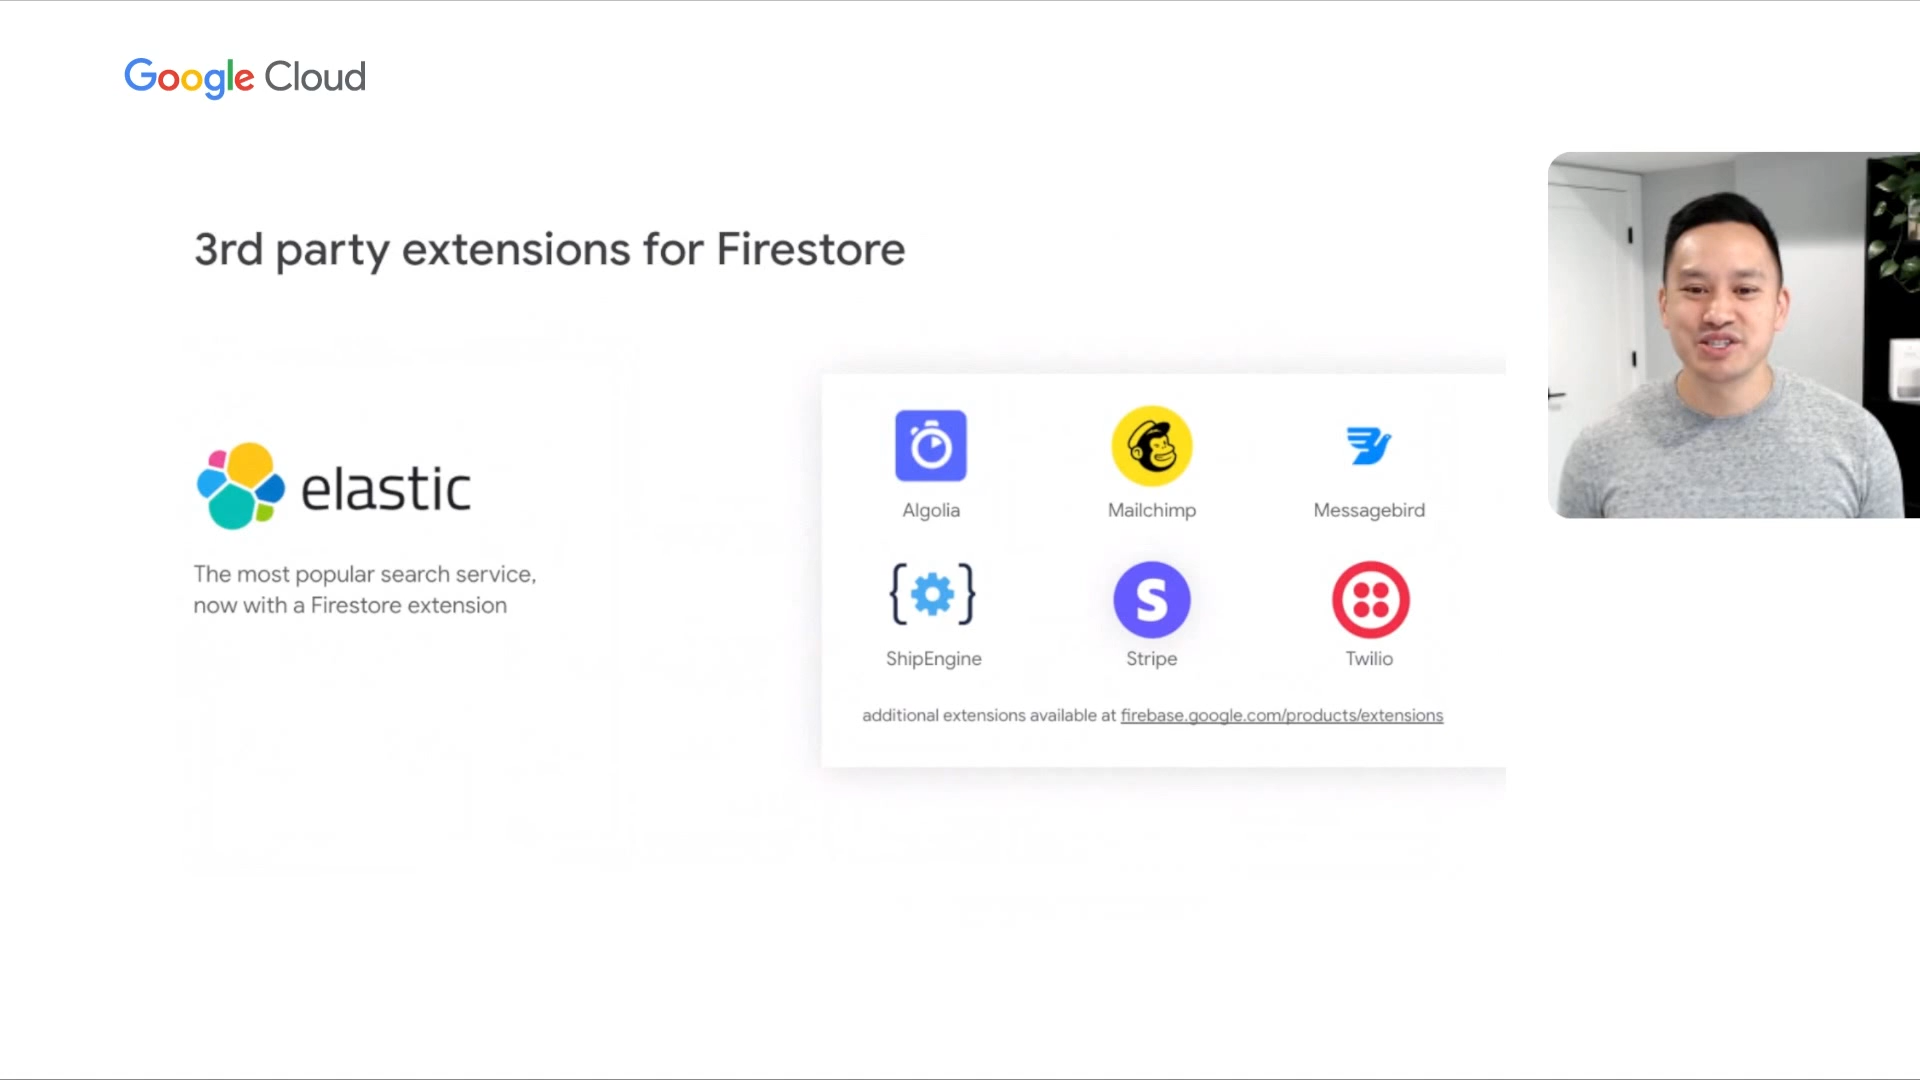 Google Cloud
3rd party extensions for Firestore
elastic
The most popular search service,
now with a Firestore extension
Algolia
Mailchimp
Messagebird
ShipEngine
S
Stripe
Twilio
additional extensions available at firebase.google.com/products/extensions